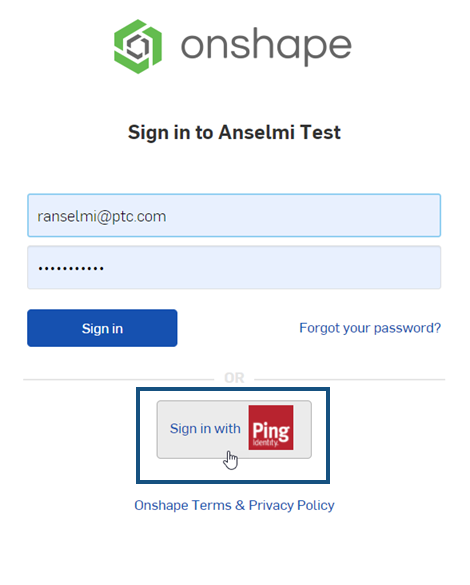 onshape
Sign in to Anselmi Test
ranselmi@ptc.com
•••••••••••
Sign in
Forgot your password?
OR
Sign in with
Ping
Identity.
Onshape Terms & Privacy Policy